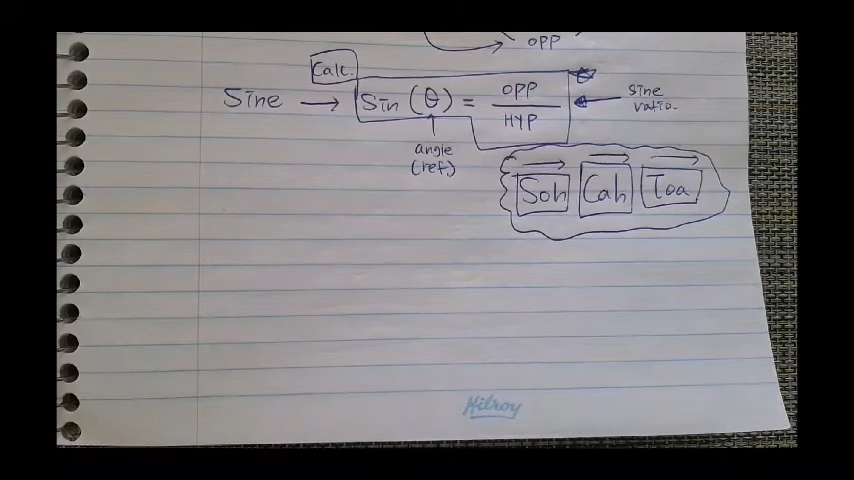 OPP
Calc.
Sine → Sin (θ) = OPP / HYP ← Sine ratio.
↑
angle
(ref.)
Soh Cah Toa
Hilroy